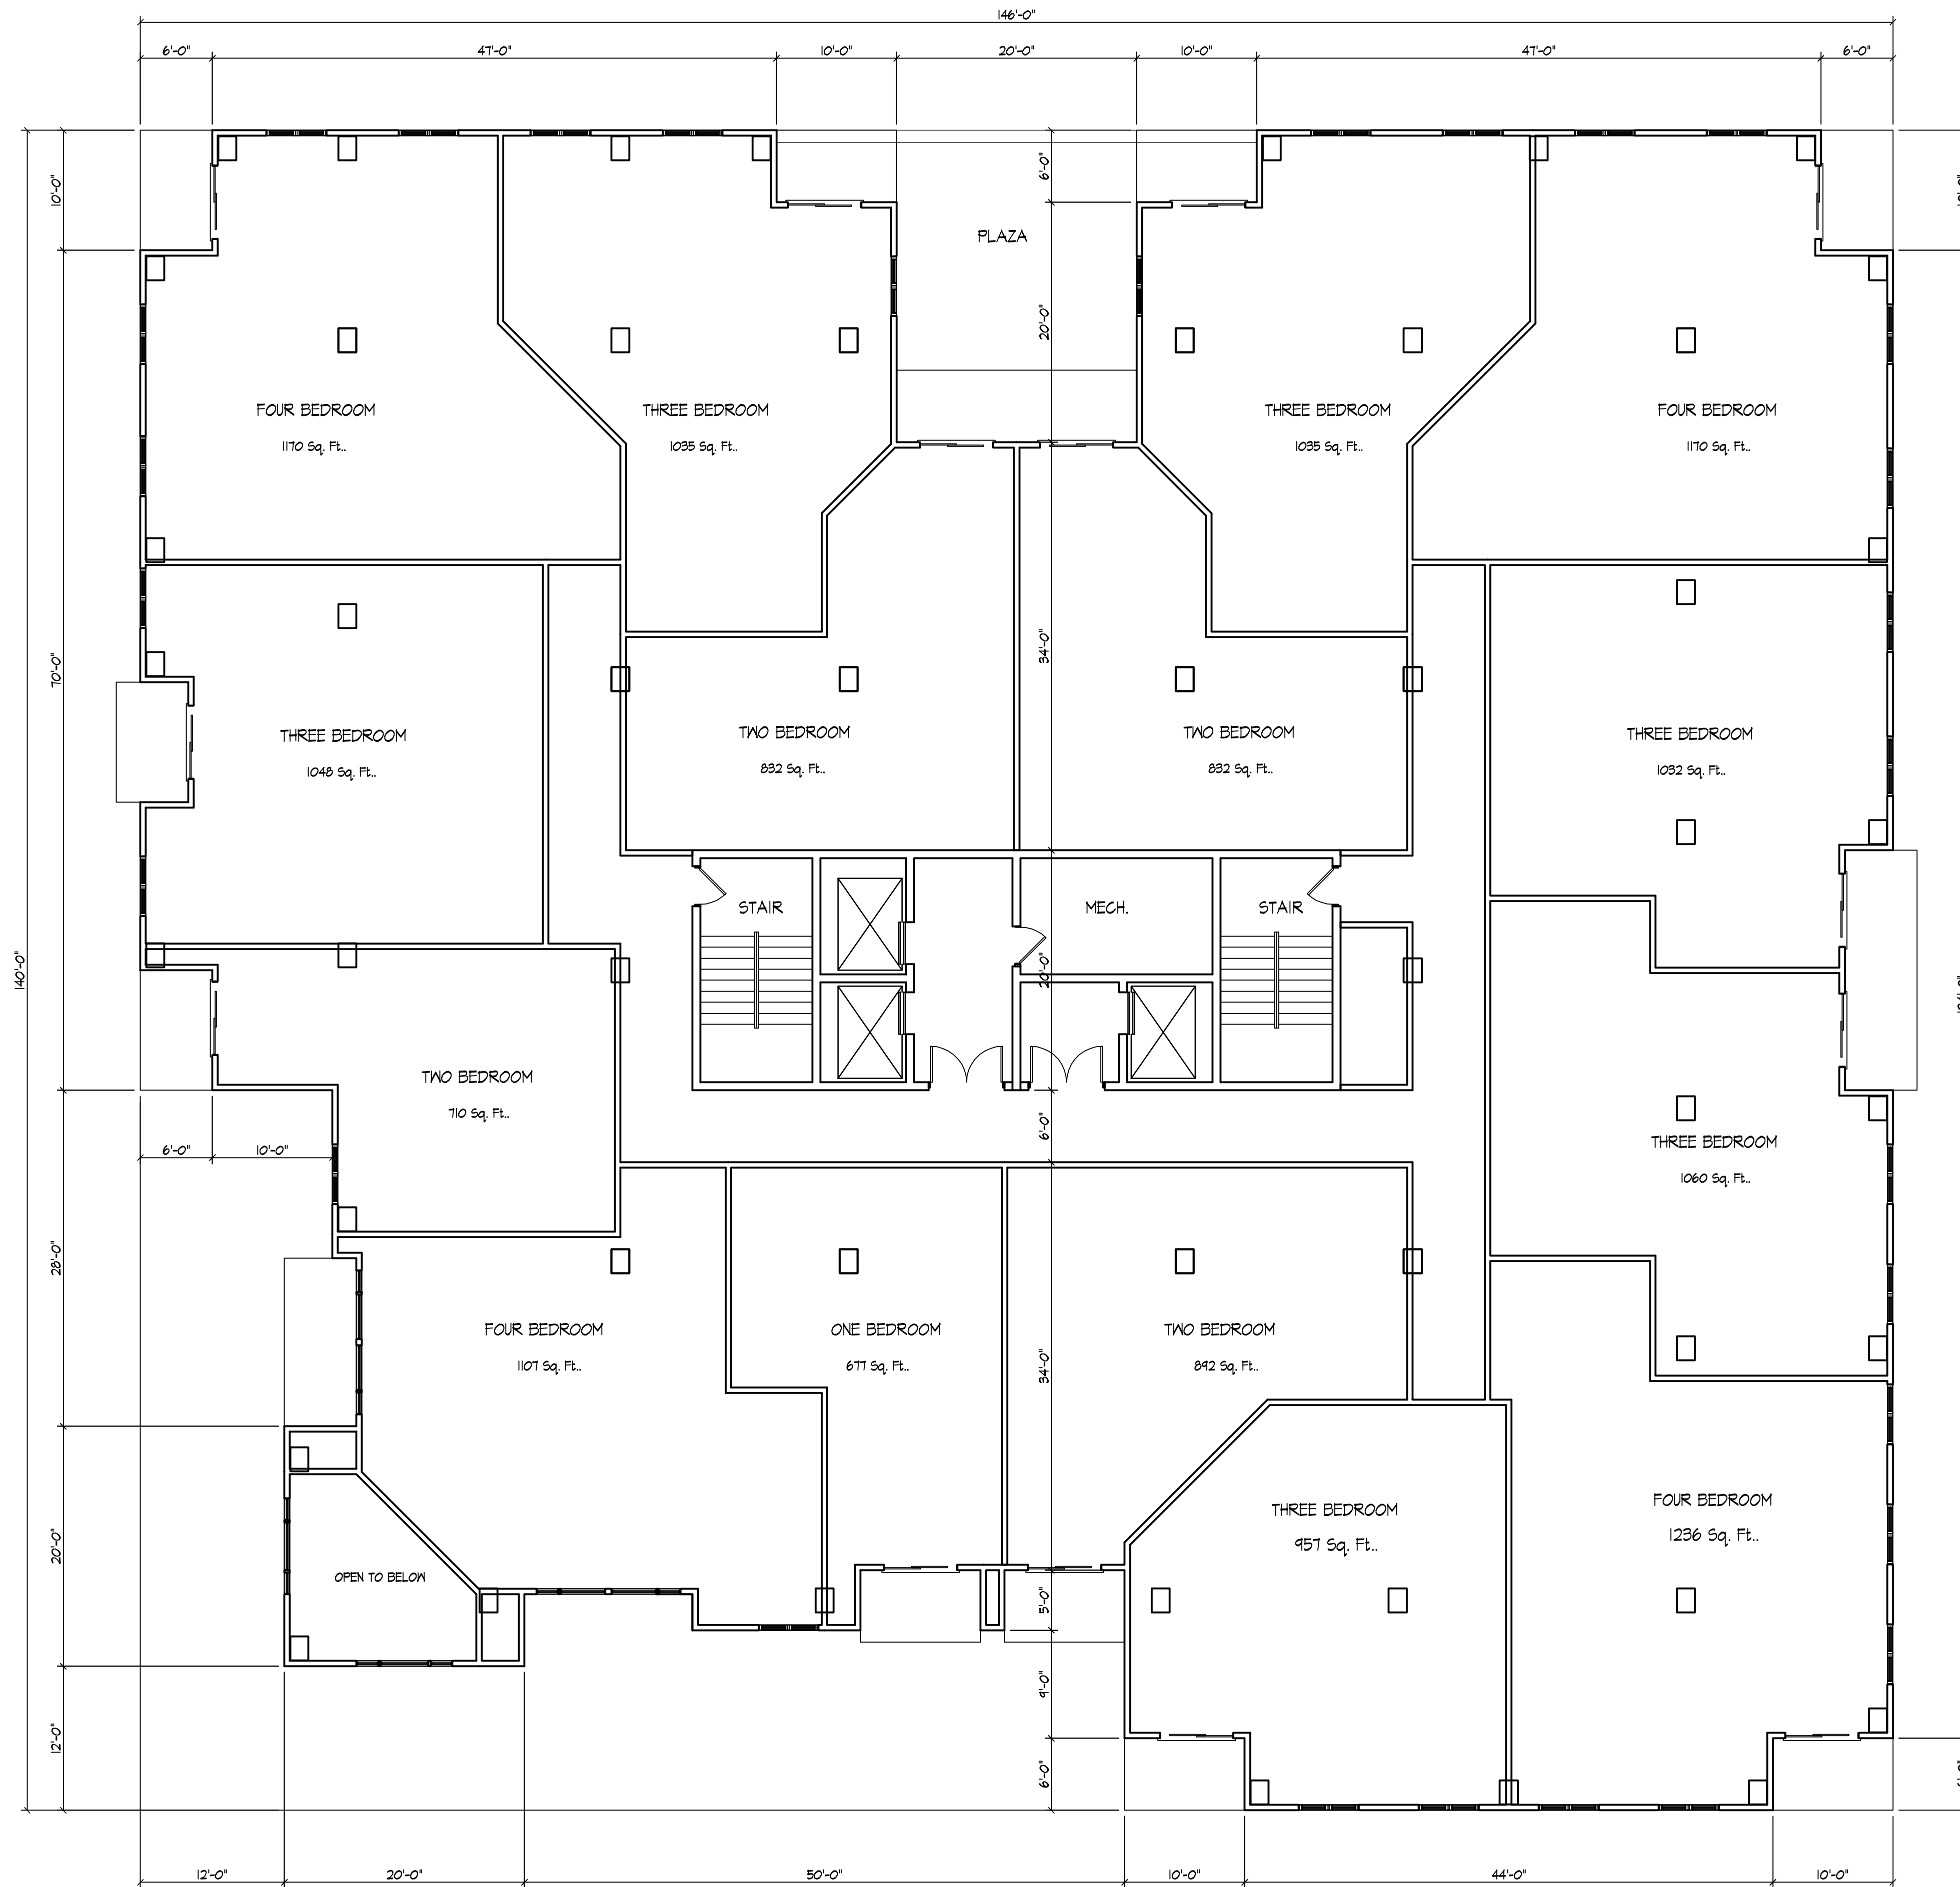 146'-0"
6'-0"
47'-0"
10'-0"
20'-0"
10'-0"
47'-0"
6'-0"
10'-0"
6'-0"
PLAZA
20'-0"
FOUR BEDROOM
1170 Sq. Ft..
THREE BEDROOM
1035 Sq. Ft..
THREE BEDROOM
1035 Sq. Ft..
FOUR BEDROOM
1170 Sq. Ft..
70'-0"
34'-0"
THREE BEDROOM
1048 Sq. Ft..
TWO BEDROOM
832 Sq. Ft..
TWO BEDROOM
832 Sq. Ft..
THREE BEDROOM
1032 Sq. Ft..
STAIR
MECH.
STAIR
140'-0"
20'-0"
TWO BEDROOM
710 Sq. Ft..
6'-0"
10'-0"
6'-0"
THREE BEDROOM
1060 Sq. Ft..
28'-0"
FOUR BEDROOM
1107 Sq. Ft..
ONE BEDROOM
677 Sq. Ft..
34'-0"
TWO BEDROOM
892 Sq. Ft..
THREE BEDROOM
957 Sq. Ft..
FOUR BEDROOM
1236 Sq. Ft..
20'-0"
OPEN TO BELOW
5'-0"
9'-0"
12'-0"
6'-0"
12'-0"
20'-0"
50'-0"
10'-0"
44'-0"
10'-0"